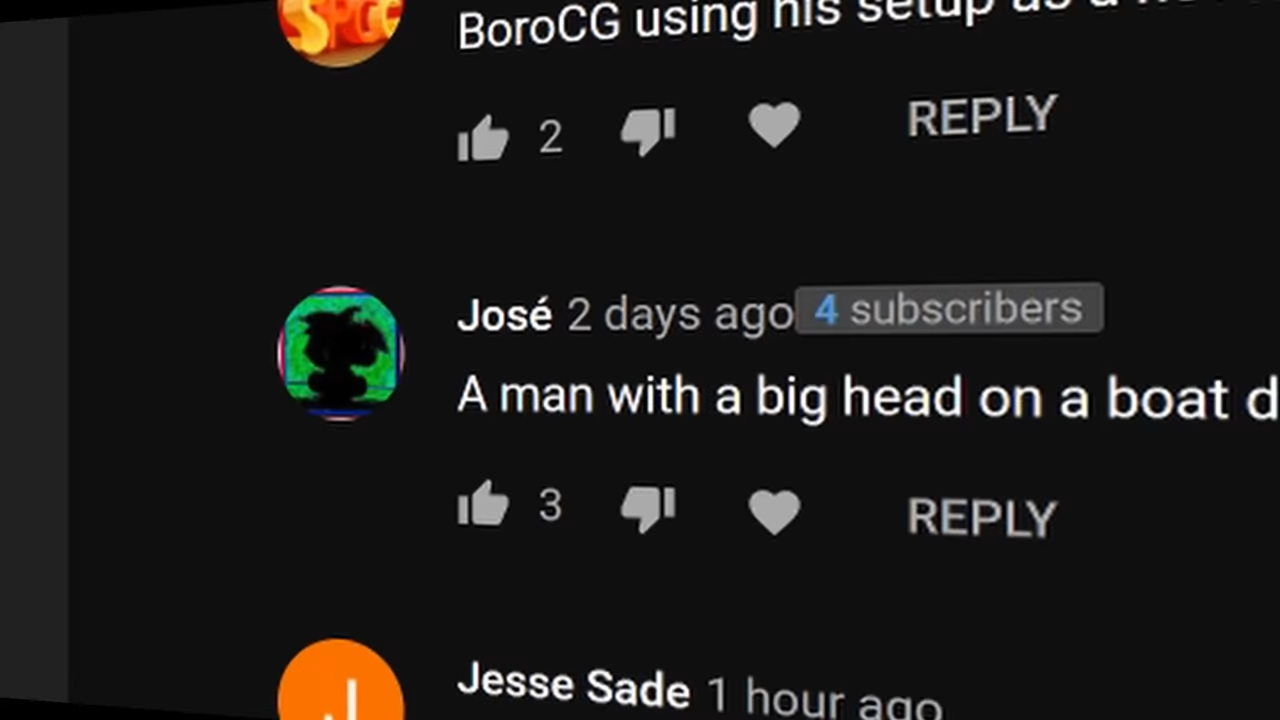 SPCG
BoroCG using his setup as a
2 REPLY
José 2 days ago 4 subscribers
A man with a big head on a boat d
3 REPLY
J
Jesse Sade 1 hour ago